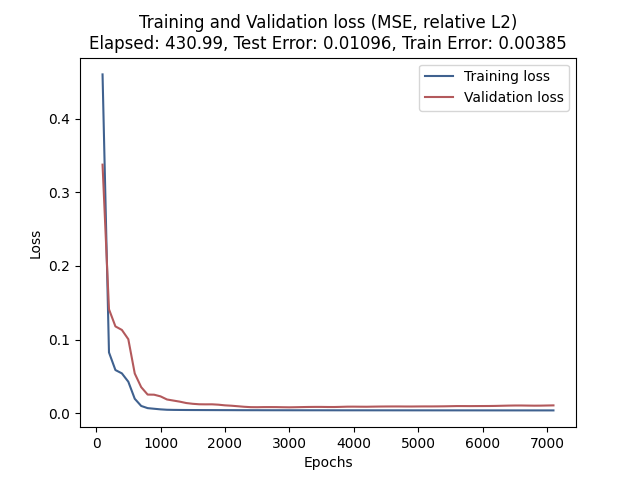 Training and Validation loss (MSE, relative L2)
Elapsed: 430.99, Test Error: 0.01096, Train Error: 0.00385
Training loss
Validation loss
0.4
0.3
0.2
0.1
0.0
Loss
0
1000
2000
3000
4000
5000
6000
7000
Epochs